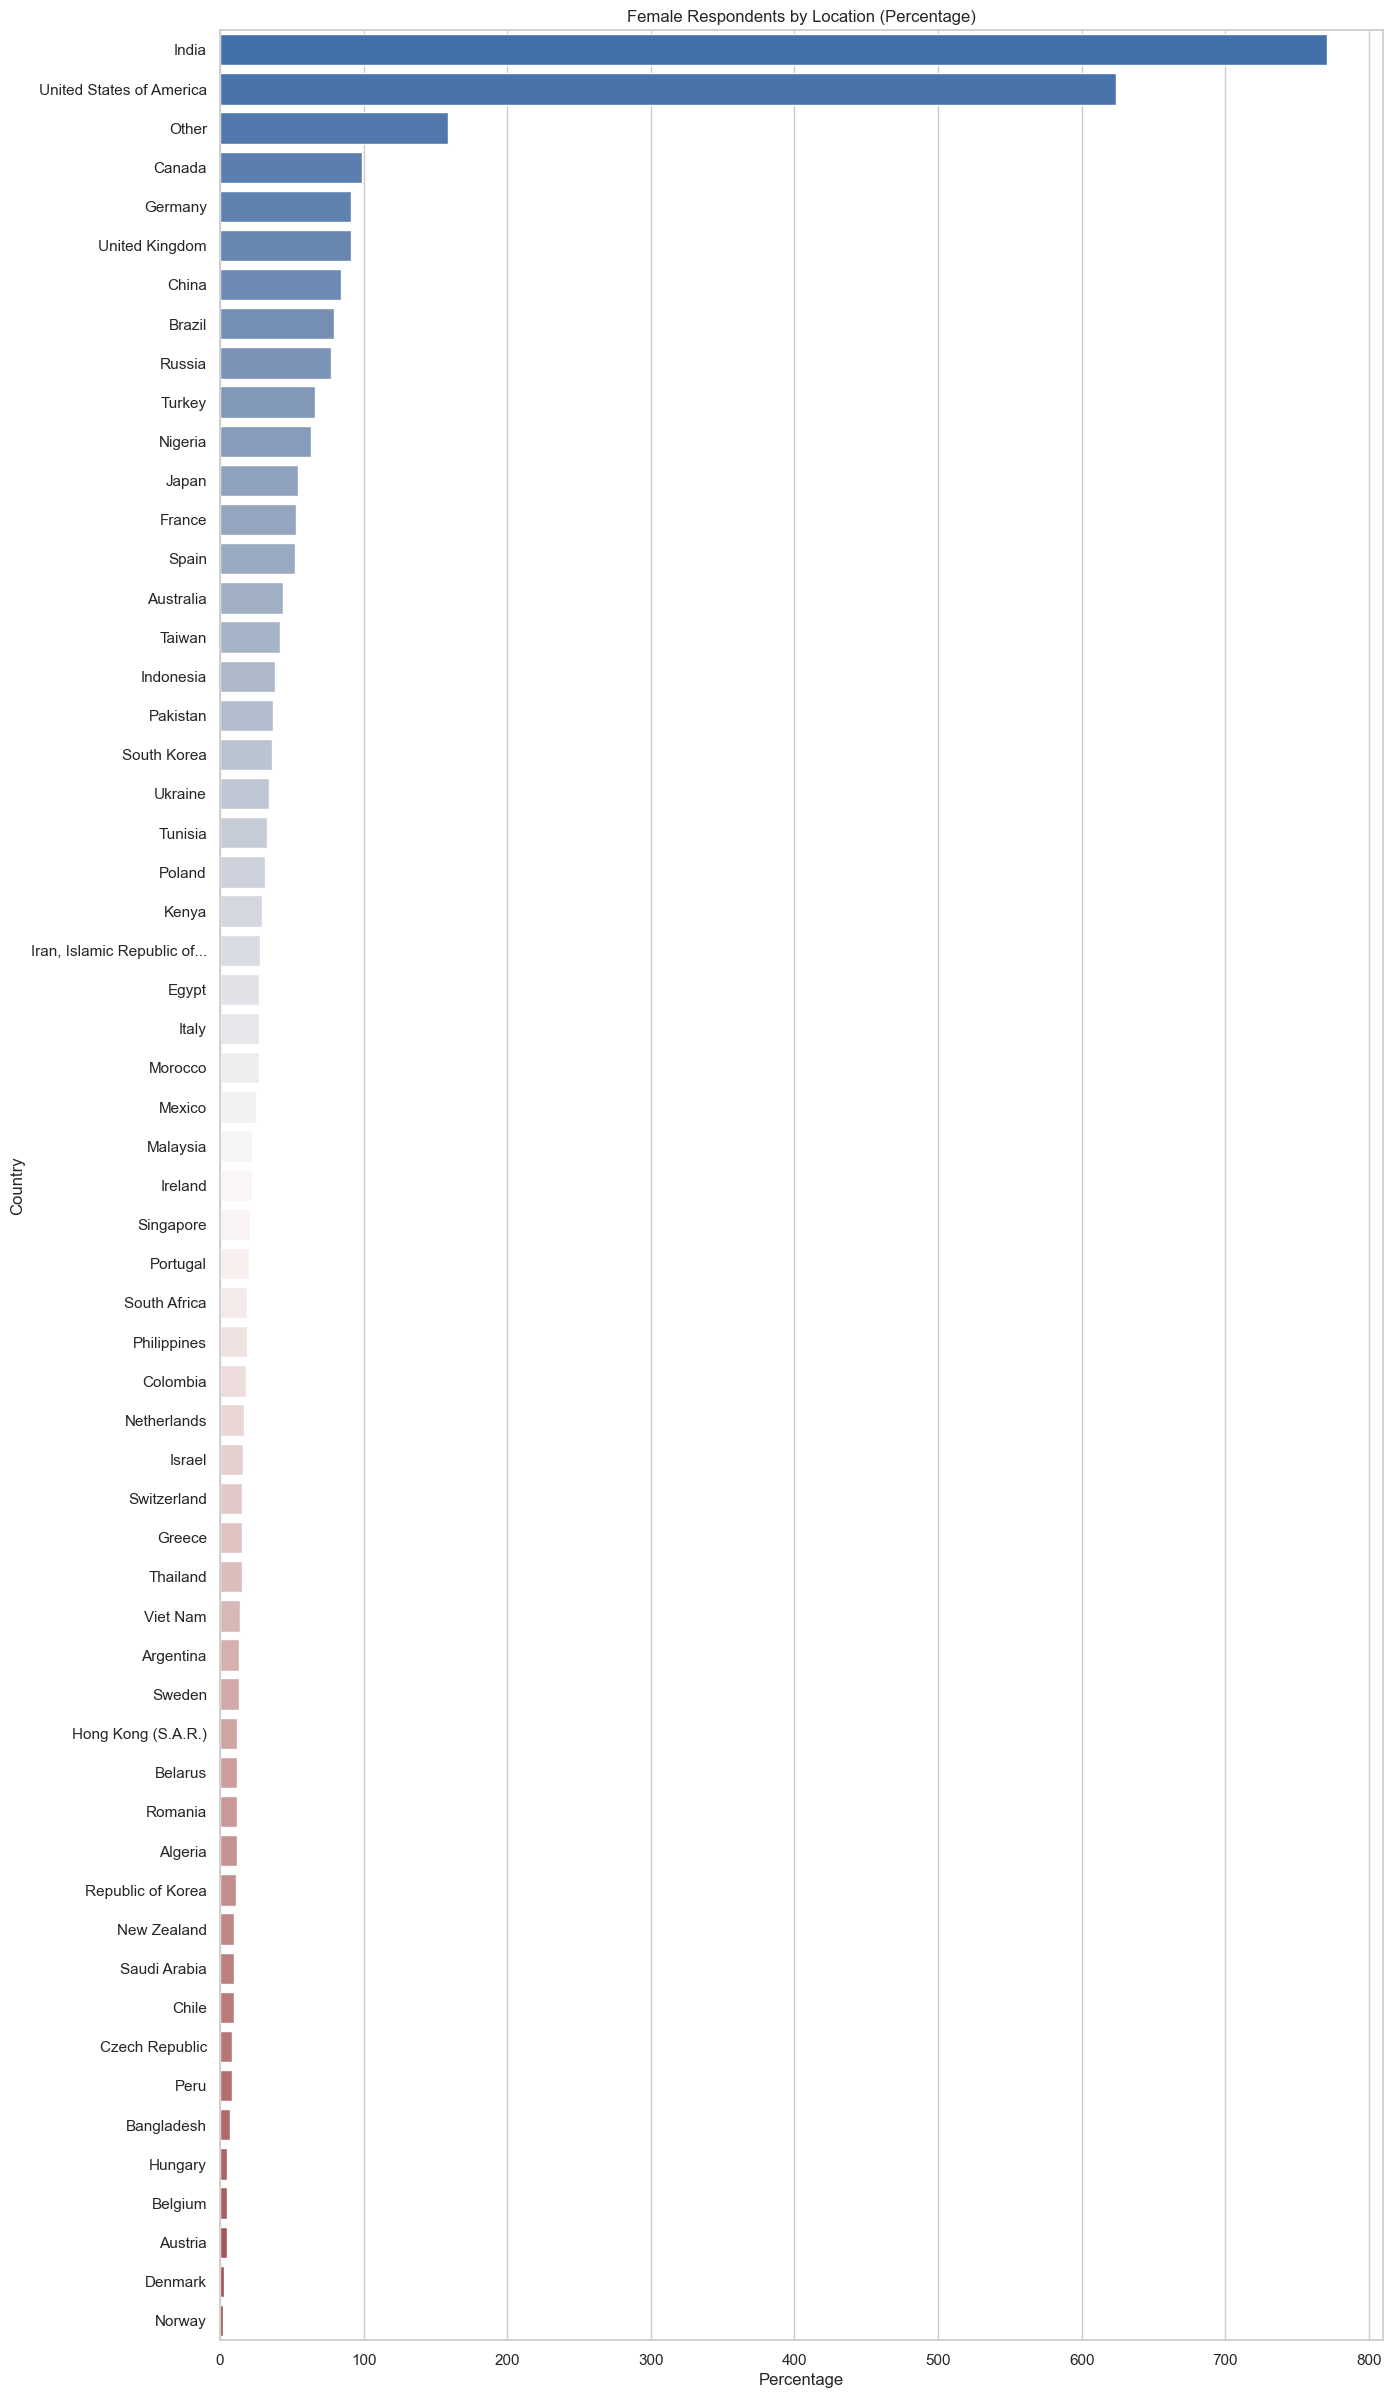 Female Respondents by Location (Percentage)
India
United States of America
Other
Canada
Germany
United Kingdom
China
Brazil
Russia
Turkey
Nigeria
Japan
France
Spain
Australia
Taiwan
Indonesia
Pakistan
South Korea
Ukraine
Tunisia
Poland
Kenya
Iran, Islamic Republic of...
Egypt
Italy
Morocco
Mexico
Malaysia
Ireland
Singapore
Portugal
South Africa
Philippines
Colombia
Netherlands
Israel
Switzerland
Greece
Thailand
Viet Nam
Argentina
Sweden
Hong Kong (S.A.R.)
Belarus
Romania
Algeria
Republic of Korea
New Zealand
Saudi Arabia
Chile
Czech Republic
Peru
Bangladesh
Hungary
Belgium
Austria
Denmark
Norway
Country
0 100 200 300 400 500 600 700 800
Percentage